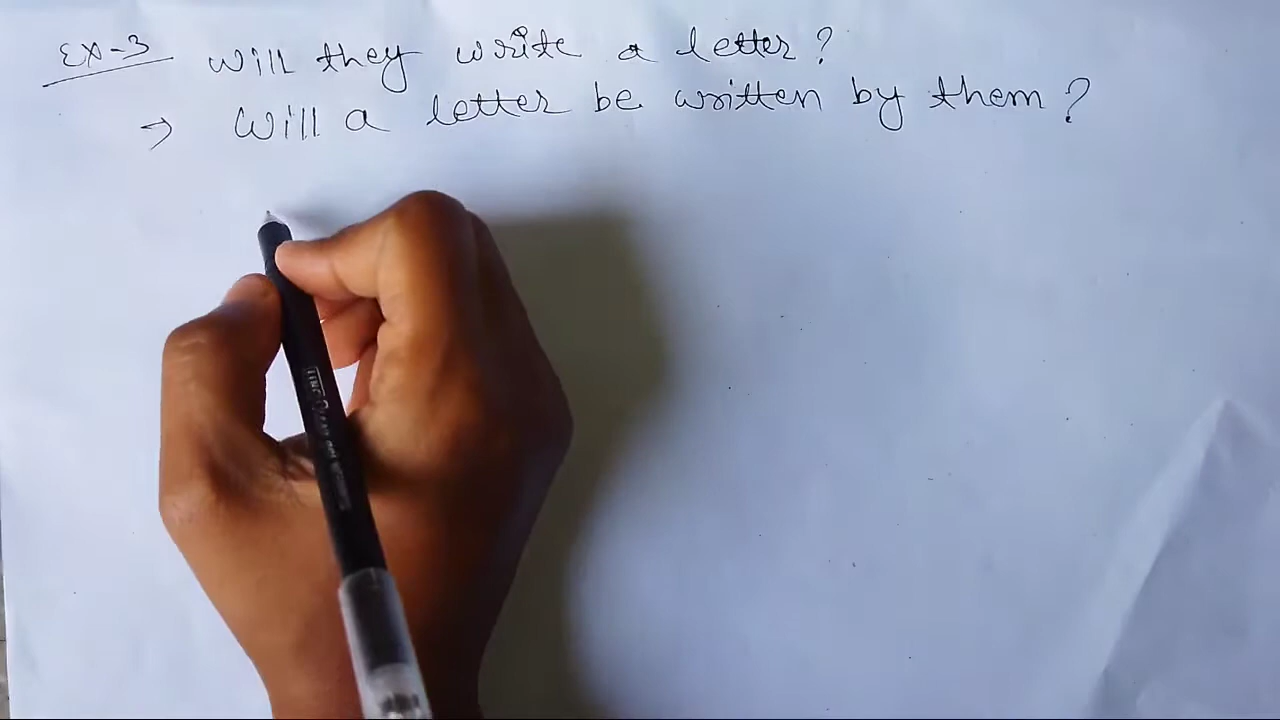 Ex-3 Will they write a letter?
→ Will a letter be written by them?